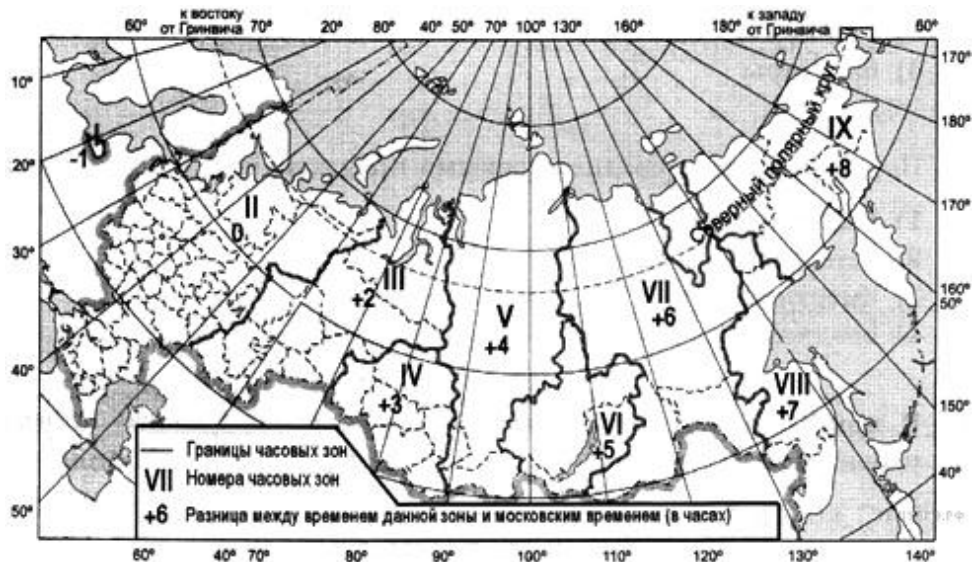 к востоку
от Гринвича
к западу
от Гринвича
60° 70° 20° 80° 40° 50° 70° 100° 130° 160° 180° 60°
10°
20°
30°
40°
50°
170°
180°
170°
160°
50°
150°
40°
-1
II
0
III
+2
IV
+3
V
+4
VI
+5
VII
+6
VIII
+7
IX
+8
Северный полярный круг
Границы часовых зон
VII Номера часовых зон
+6 Разница между временем данной зоны и московским временем (в часах)
60° 40° 70° 80° 90° 100° 110° 120° 130° 140°